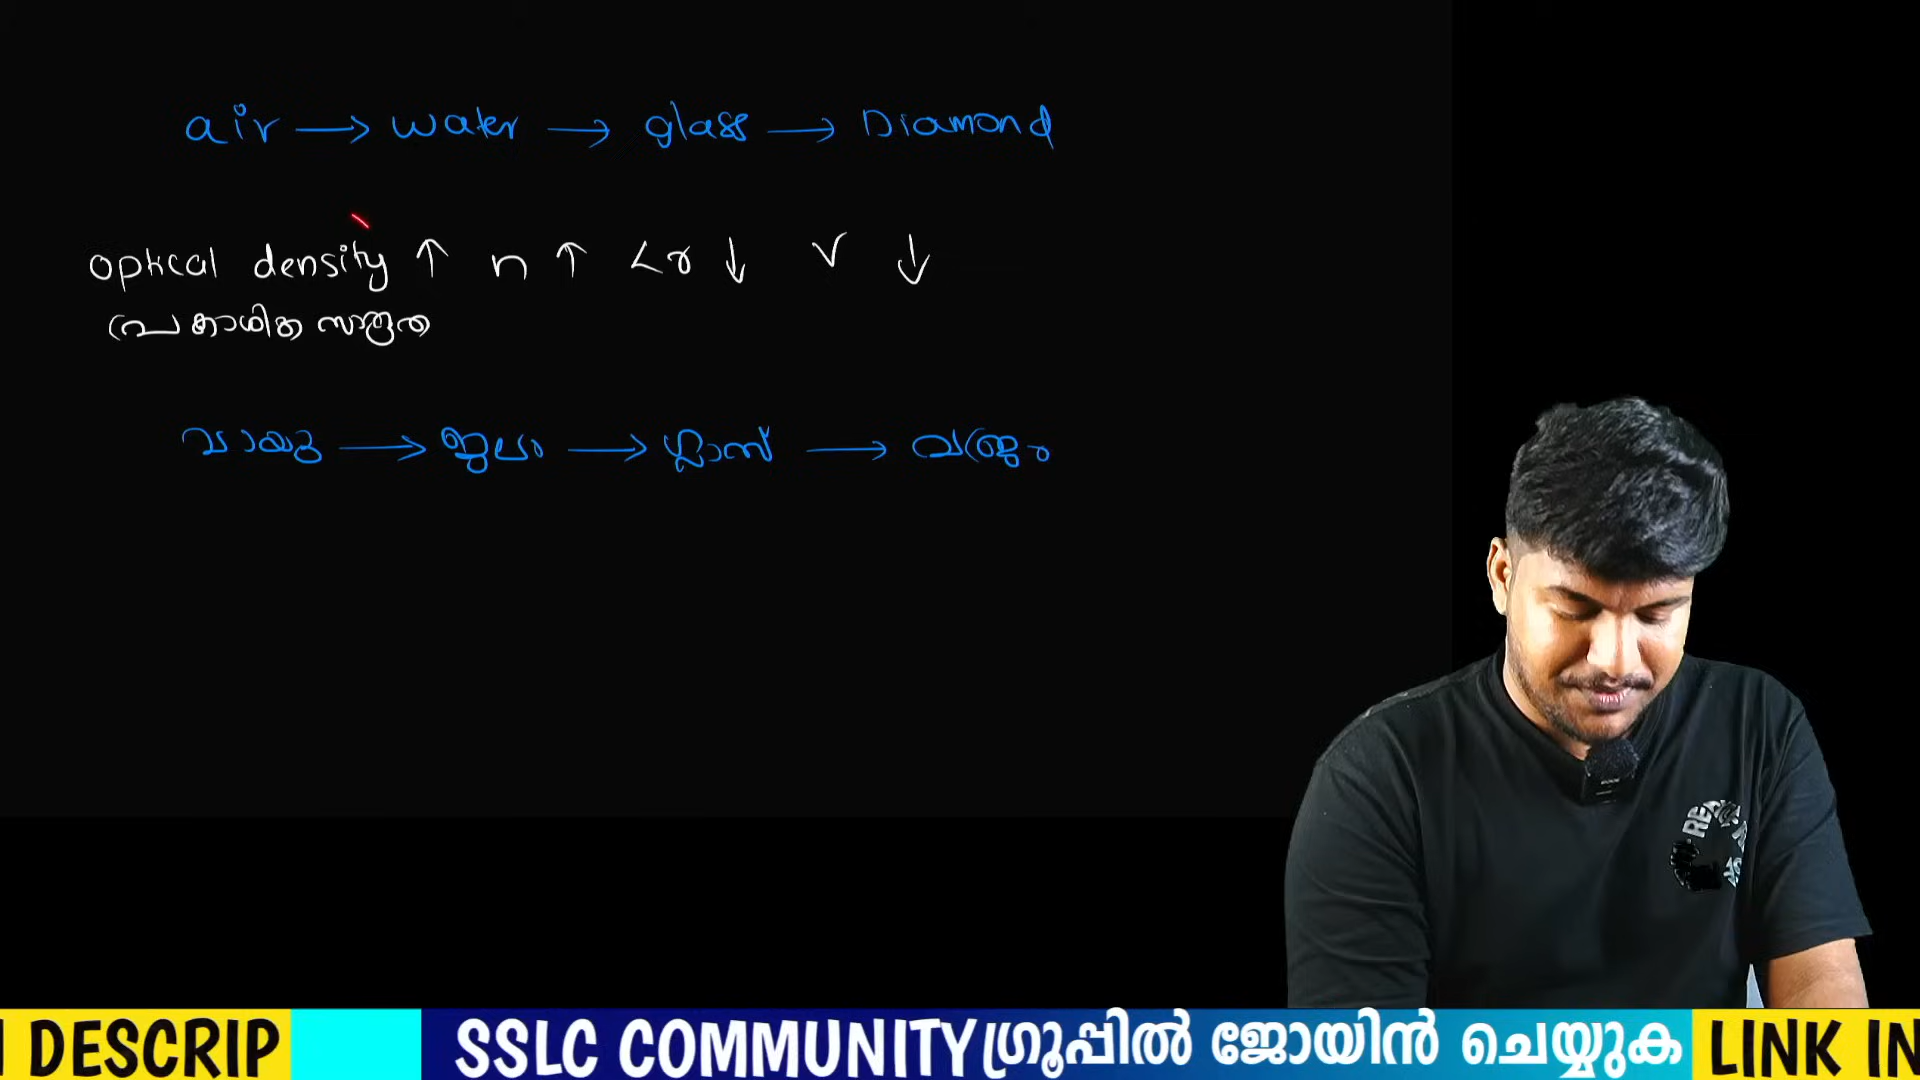 air → water → glass → Diamond
optical density ↑ n ↑ <r ↓ v ↓
പ്രകാശിക സാന്ദ്രത
വായു → ജലം → ഗ്ലാസ് → വജ്രം
N DESCRIP SSLC COMMUNITY ഗ്രൂപ്പിൽ ജോയിൻ ചെയ്യുക LINK IN